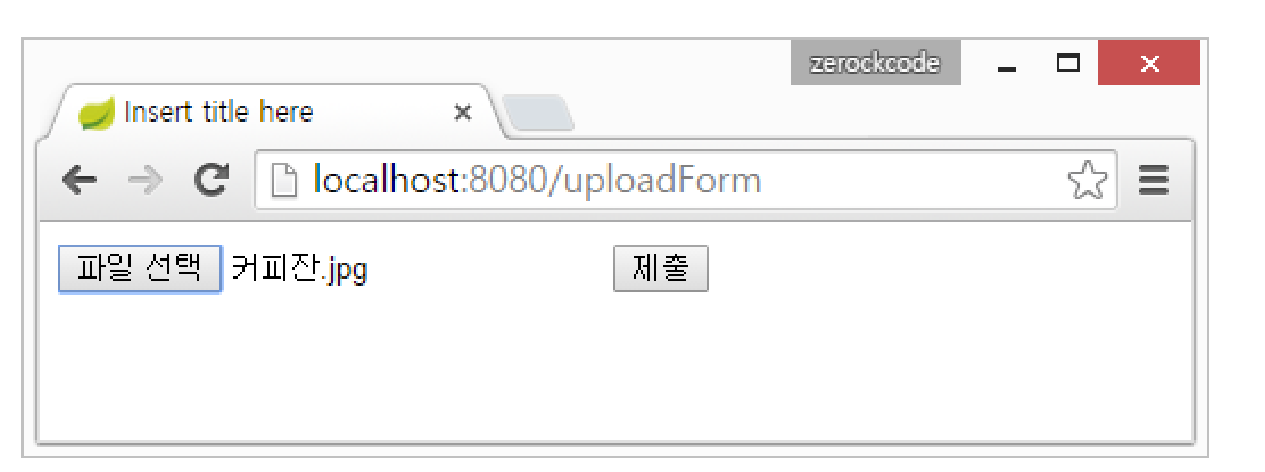 zerockcode
Insert title here
localhost:8080/uploadForm
파일 선택 커피잔.jpg 제출